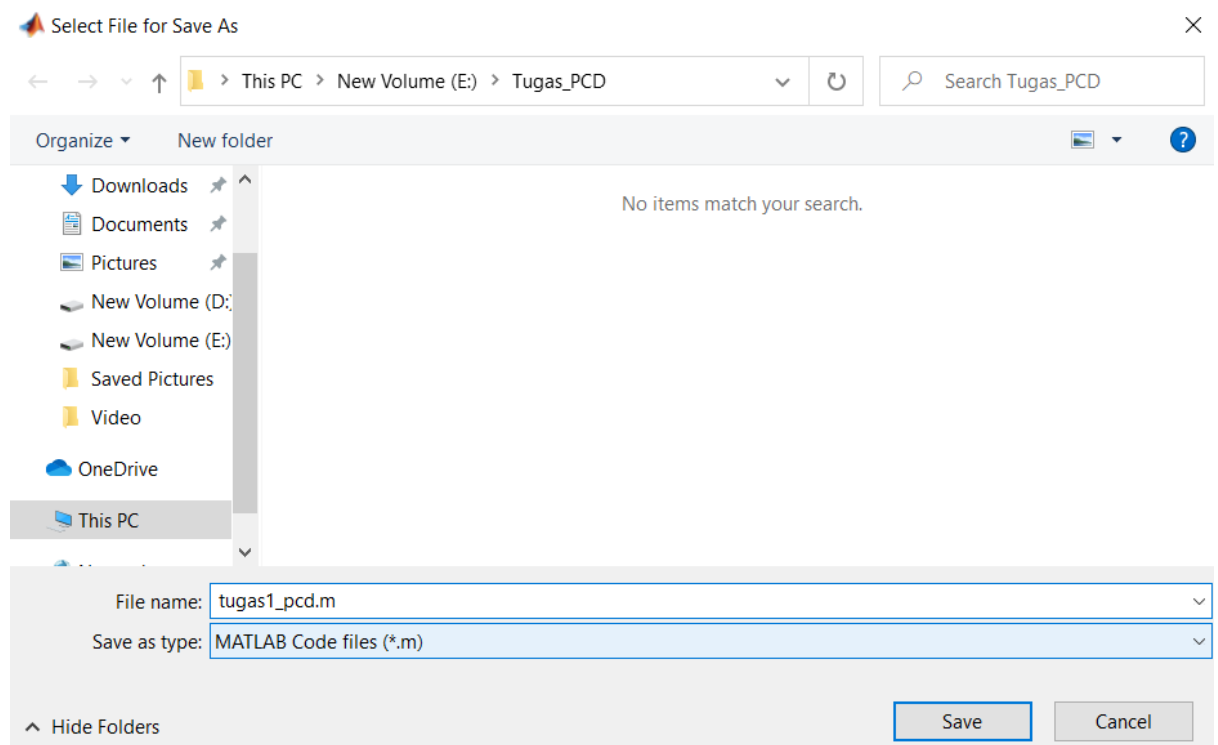 Select File for Save As
This PC > New Volume (E:) > Tugas_PCD
Search Tugas_PCD
Organize
New folder
?
Downloads
Documents
Pictures
New Volume (D:
New Volume (E:)
Saved Pictures
Video
OneDrive
This PC
No items match your search.
File name: tugas1_pcd.m
Save as type: MATLAB Code files (*.m)
Hide Folders
Save
Cancel